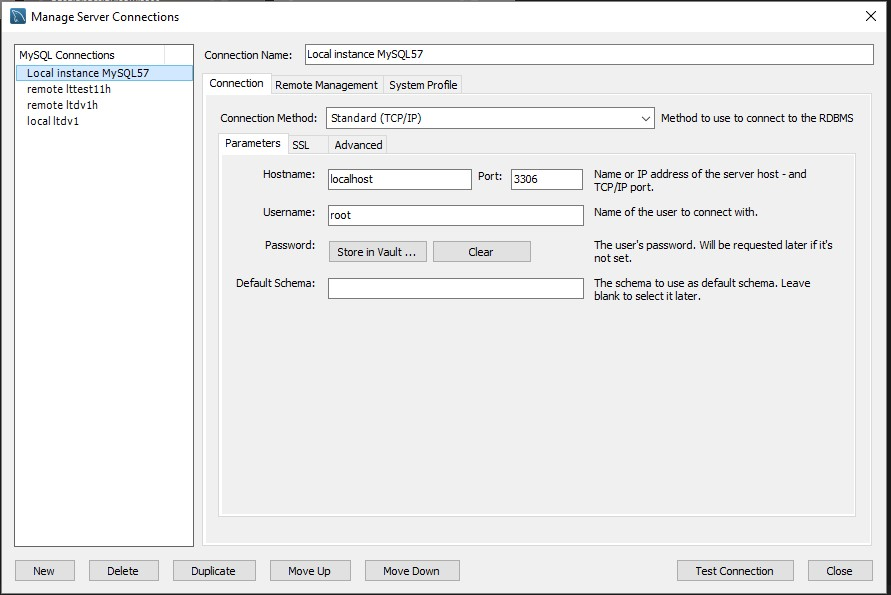 Manage Server Connections
MySQL Connections
Local instance MySQL57
remote lttest11h
remote ltdv1h
local ltdv1
Connection Name:
Local instance MySQL57
Connection
Remote Management
System Profile
Connection Method:
Standard (TCP/IP)
Method to use to connect to the RDBMS
Parameters
SSL
Advanced
Hostname:
localhost
Port:
3306
Name or IP address of the server host - and
TCP/IP port.
Username:
root
Name of the user to connect with.
Password:
Store in Vault ...
Clear
The user's password. Will be requested later if it's
not set.
Default Schema:
The schema to use as default schema. Leave
blank to select it later.
New
Delete
Duplicate
Move Up
Move Down
Test Connection
Close